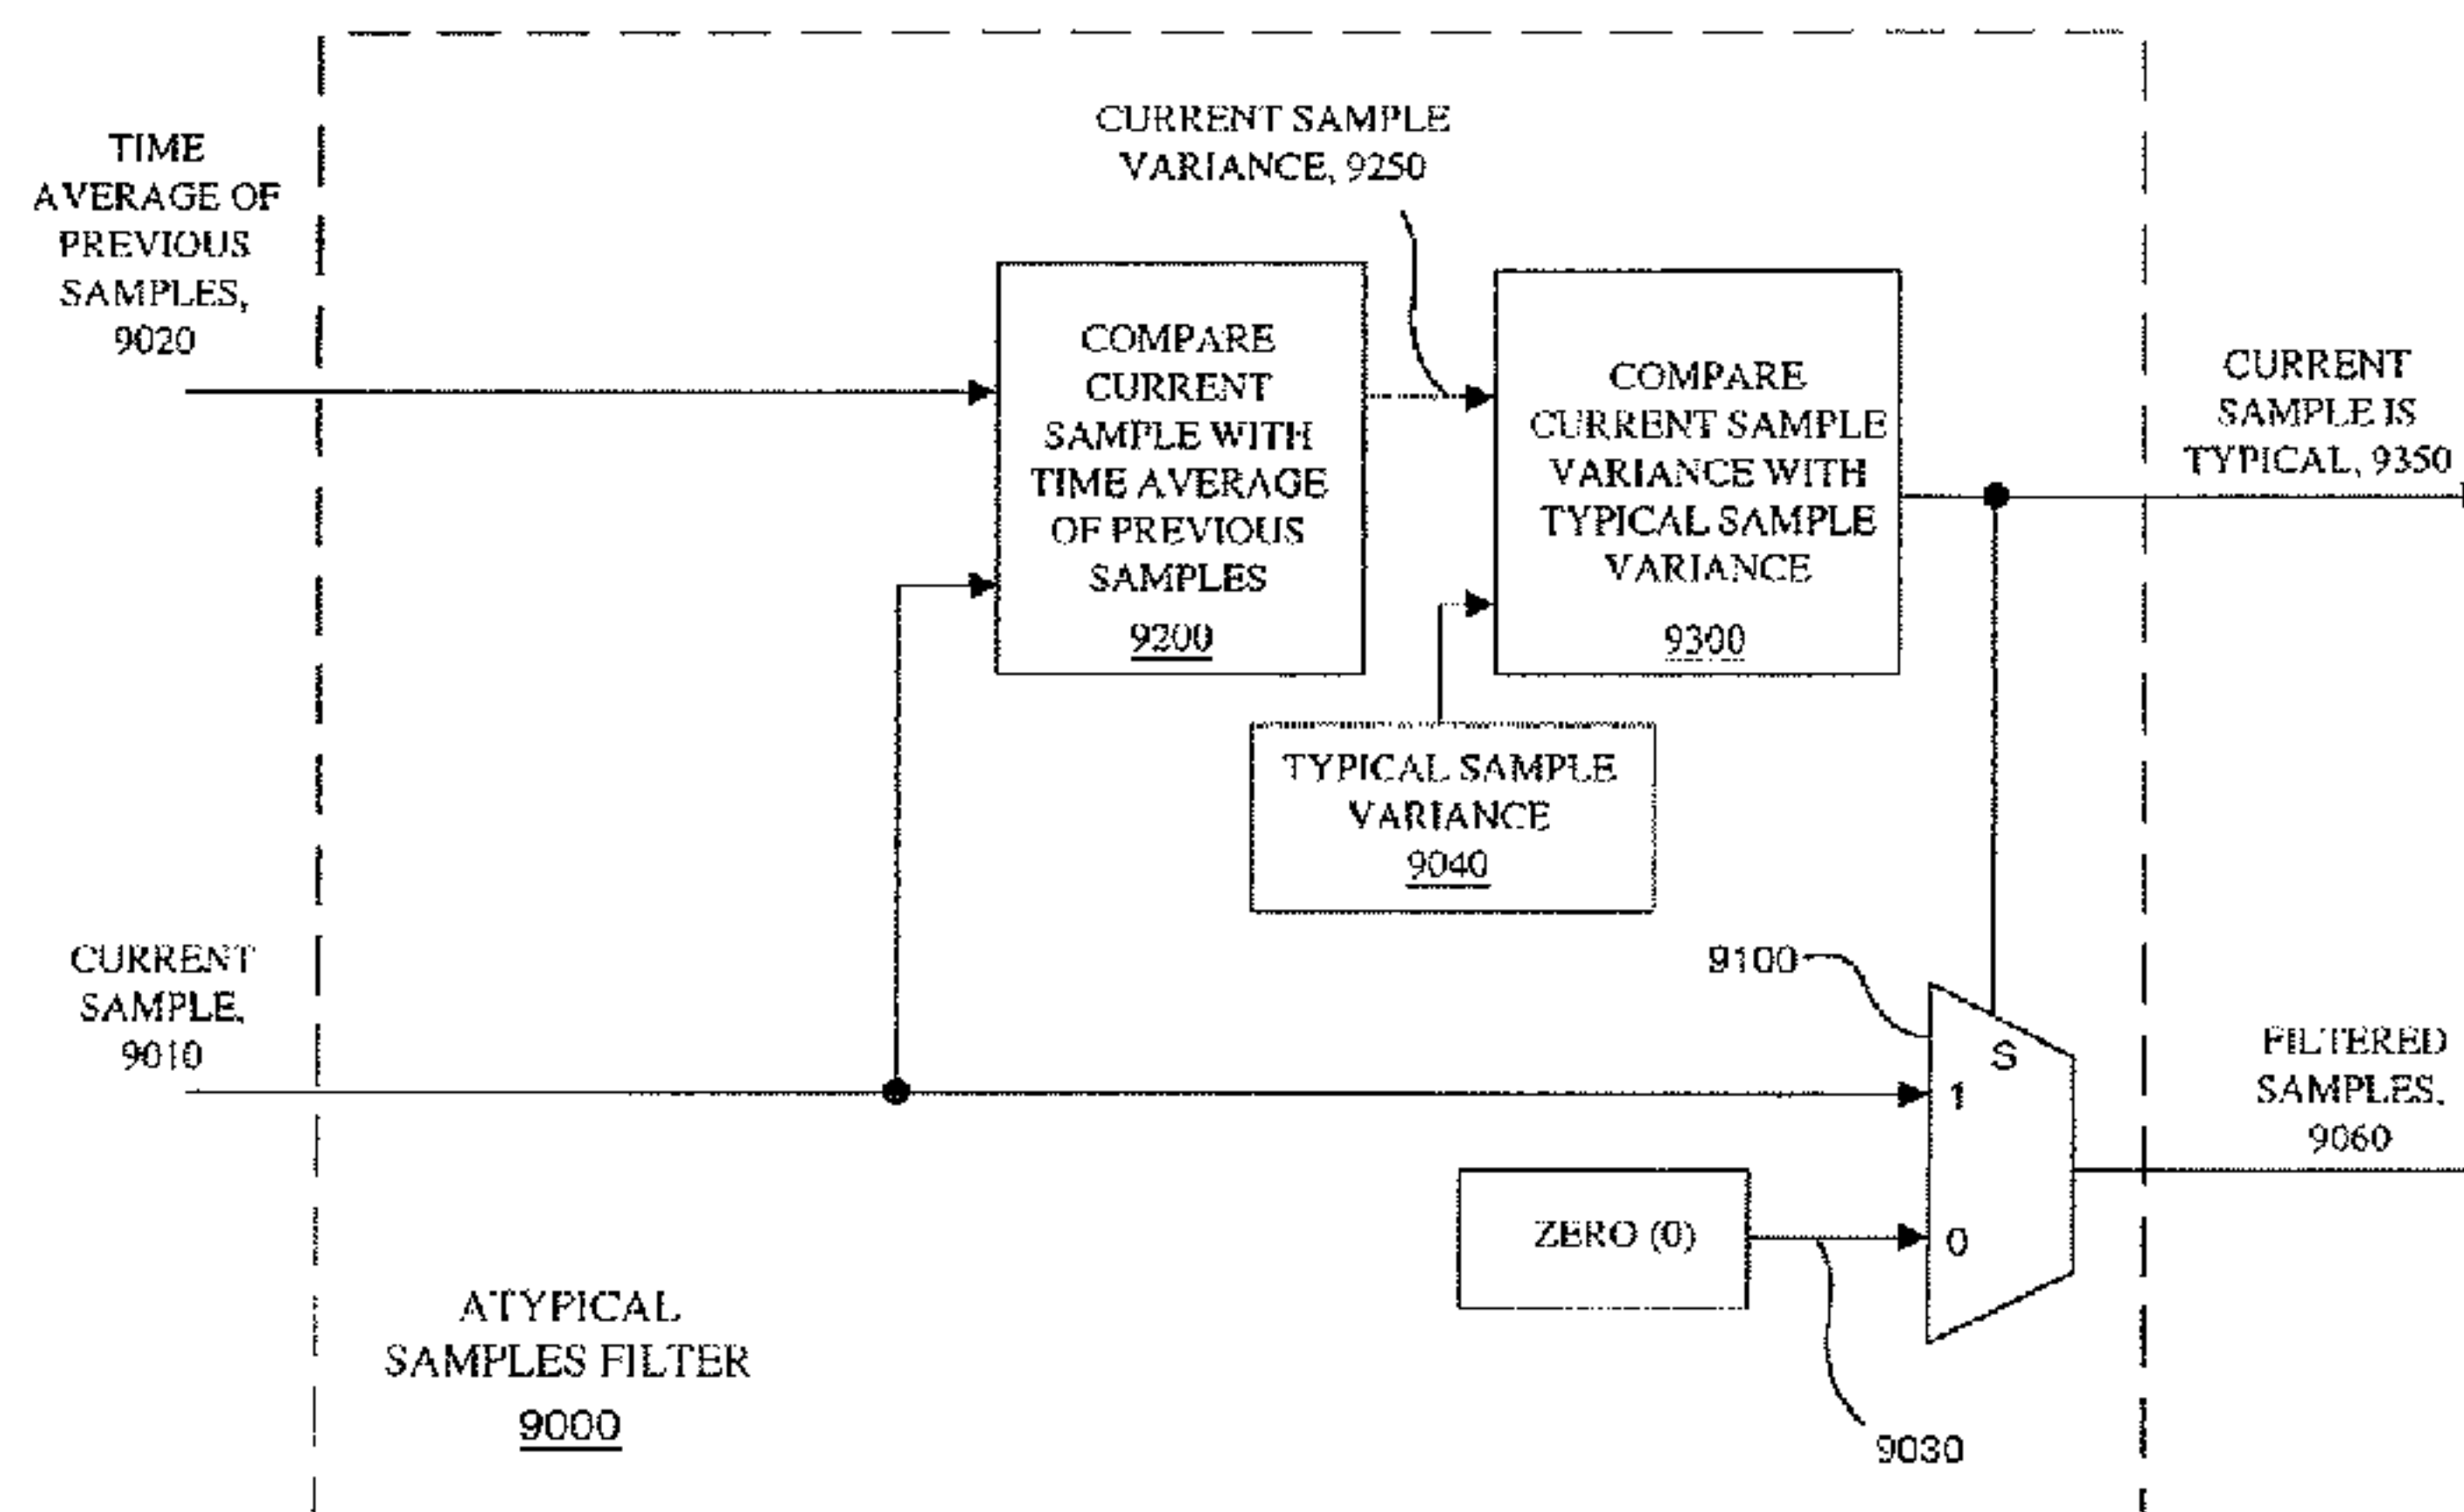 CURRENT SAMPLE
VARIANCE, 9250
TIME
AVERAGE OF
PREVIOUS
SAMPLES,
9020
COMPARE
CURRENT
SAMPLE WITH
TIME AVERAGE
OF PREVIOUS
SAMPLES
9200
COMPARE
CURRENT SAMPLE
VARIANCE WITH
TYPICAL SAMPLE
VARIANCE
9300
CURRENT
SAMPLE IS
TYPICAL, 9350
TYPICAL SAMPLE
VARIANCE
9040
CURRENT
SAMPLE,
9010
9100
S
1
0
FILTERED
SAMPLES,
9060
ZERO (0)
9030
ATYPICAL
SAMPLES FILTER
9000